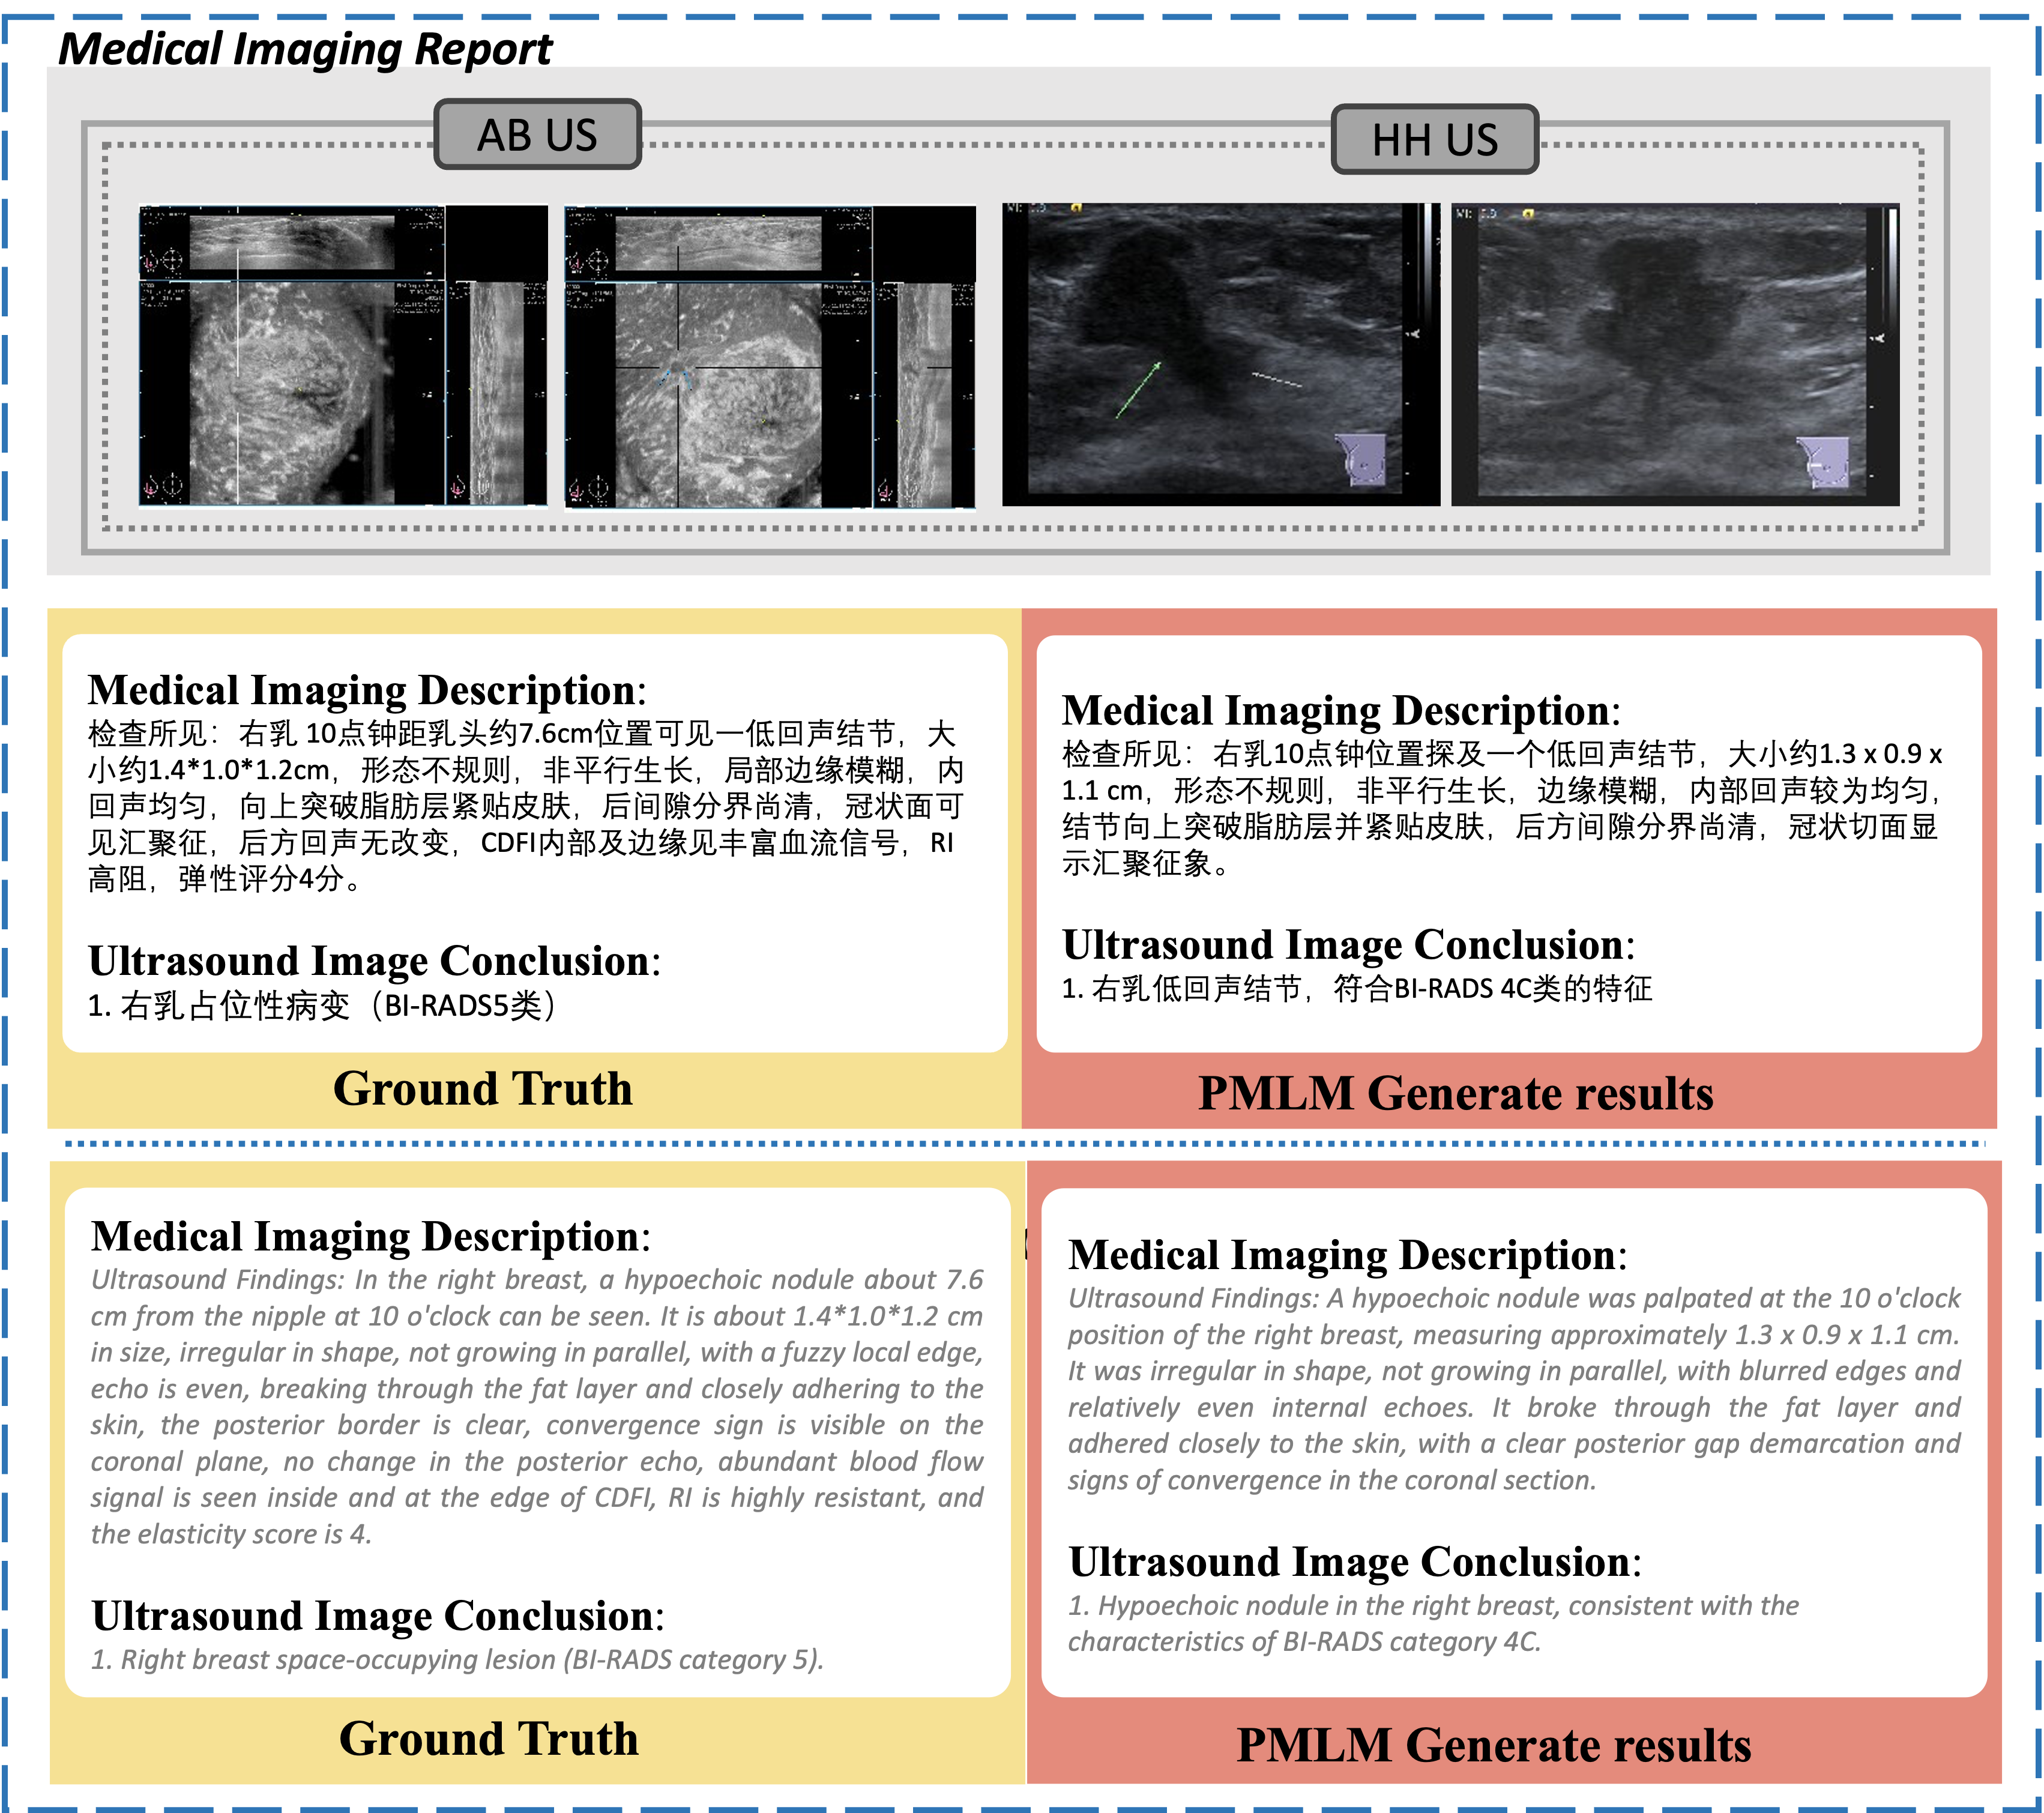 Medical Imaging Report
AB US
HH US
Medical Imaging Description:
检查所见：右乳 10点钟距乳头约7.6cm位置可见一低回声结节，大
小约1.4*1.0*1.2cm，形态不规则，非平行生长，局部边缘模糊，内
回声均匀，向上突破脂肪层紧贴皮肤，后间隙分界尚清，冠状面可
见汇聚征，后方回声无改变，CDFI内部及边缘见丰富血流信号，RI
高阻，弹性评分4分。
Ultrasound Image Conclusion:
1. 右乳占位性病变（BI-RADS5类）
Ground Truth
Medical Imaging Description:
检查所见：右乳10点钟位置探及一个低回声结节，大小约1.3 x 0.9 x
1.1 cm，形态不规则，非平行生长，边缘模糊，内部回声较为均匀，
结节向上突破脂肪层并紧贴皮肤，后方间隙分界尚清，冠状切面显
示汇聚征象。
Ultrasound Image Conclusion:
1. 右乳低回声结节，符合BI-RADS 4C类的特征
PMLM Generate results
Medical Imaging Description:
Ultrasound Findings: In the right breast, a hypoechoic nodule about 7.6
cm from the nipple at 10 o'clock can be seen. It is about 1.4*1.0*1.2 cm
in size, irregular in shape, not growing in parallel, with a fuzzy local edge,
echo is even, breaking through the fat layer and closely adhering to the
skin, the posterior border is clear, convergence sign is visible on the
coronal plane, no change in the posterior echo, abundant blood flow
signal is seen inside and at the edge of CDFI, RI is highly resistant, and
the elasticity score is 4.
Ultrasound Image Conclusion:
1. Right breast space-occupying lesion (BI-RADS category 5).
Ground Truth
Medical Imaging Description:
Ultrasound Findings: A hypoechoic nodule was palpated at the 10 o'clock
position of the right breast, measuring approximately 1.3 x 0.9 x 1.1 cm.
It was irregular in shape, not growing in parallel, with blurred edges and
relatively even internal echoes. It broke through the fat layer and
adhered closely to the skin, with a clear posterior gap demarcation and
signs of convergence in the coronal section.
Ultrasound Image Conclusion:
1. Hypoechoic nodule in the right breast, consistent with the
characteristics of BI-RADS category 4C.
PMLM Generate results